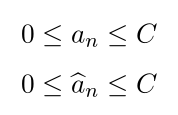 0 ≤ aₙ ≤ C
0 ≤ âₙ ≤ C